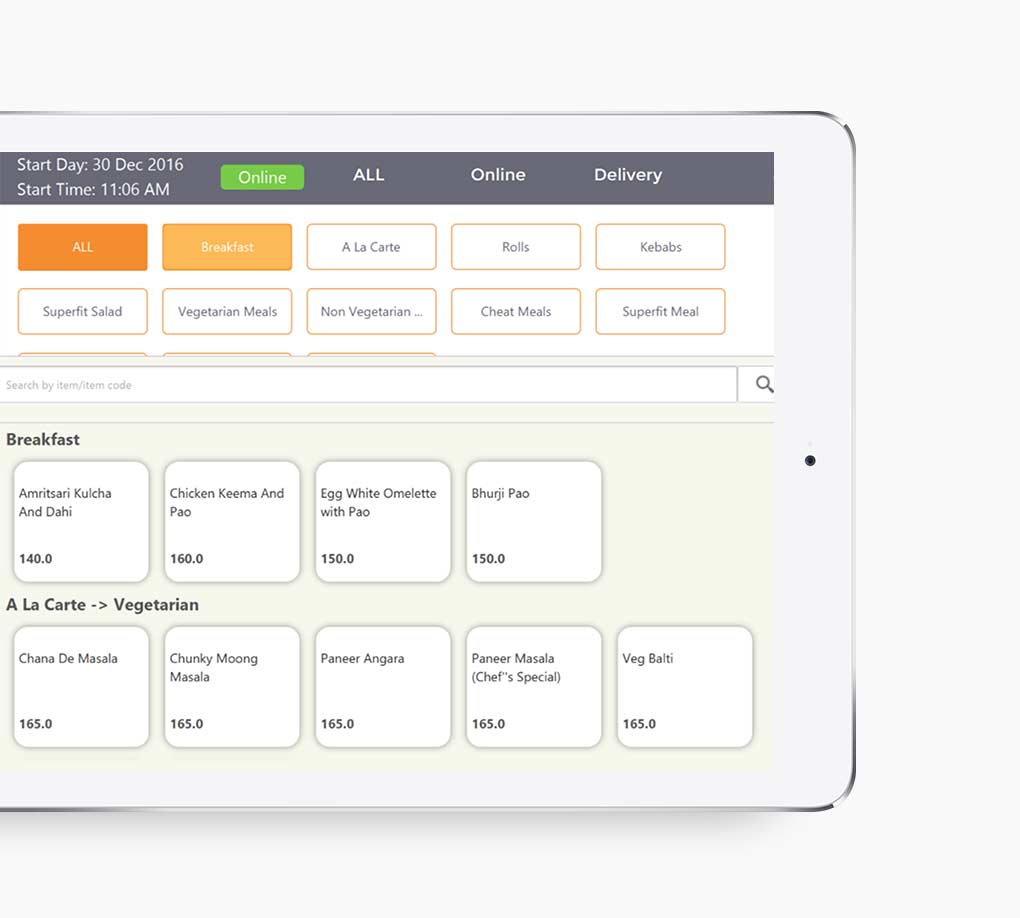 Start Day: 30 Dec 2016
Start Time: 11:06 AM
Online
ALL
Online
Delivery
ALL
Breakfast
A La Carte
Rolls
Kebabs
Superfit Salad
Vegetarian Meals
Non Vegetarian ...
Cheat Meals
Superfit Meal
Search by item/item code
Breakfast
Amritsari Kulcha
And Dahi
140.0
Chicken Keema And
Pao
160.0
Egg White Omelette
with Pao
150.0
Bhurji Pao
150.0
A La Carte -> Vegetarian
Chana De Masala
165.0
Chunky Moong
Masala
165.0
Paneer Angara
165.0
Paneer Masala
(Chef''s Special)
165.0
Veg Balti
165.0